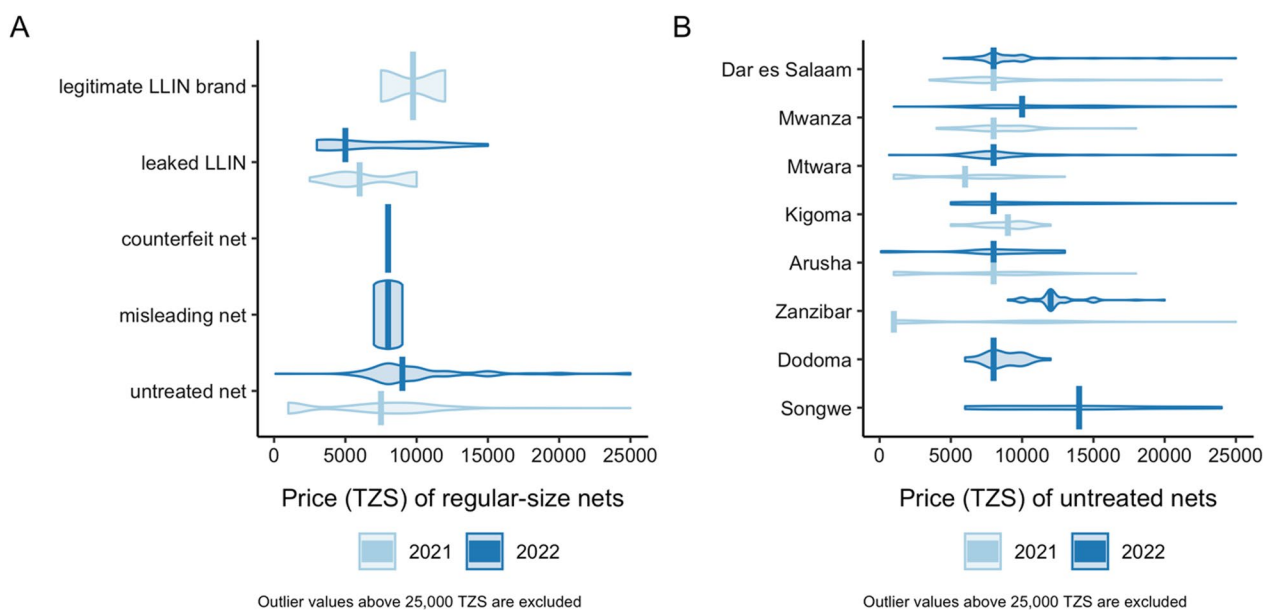 A
legitimate LLIN brand
leaked LLIN
counterfeit net
misleading net
untreated net
0 5000 10000 15000 20000 25000
Price (TZS) of regular-size nets
2021 2022
Outlier values above 25,000 TZS are excluded
B
Dar es Salaam
Mwanza
Mtwara
Kigoma
Arusha
Zanzibar
Dodoma
Songwe
0 5000 10000 15000 20000 25000
Price (TZS) of untreated nets
2021 2022
Outlier values above 25,000 TZS are excluded